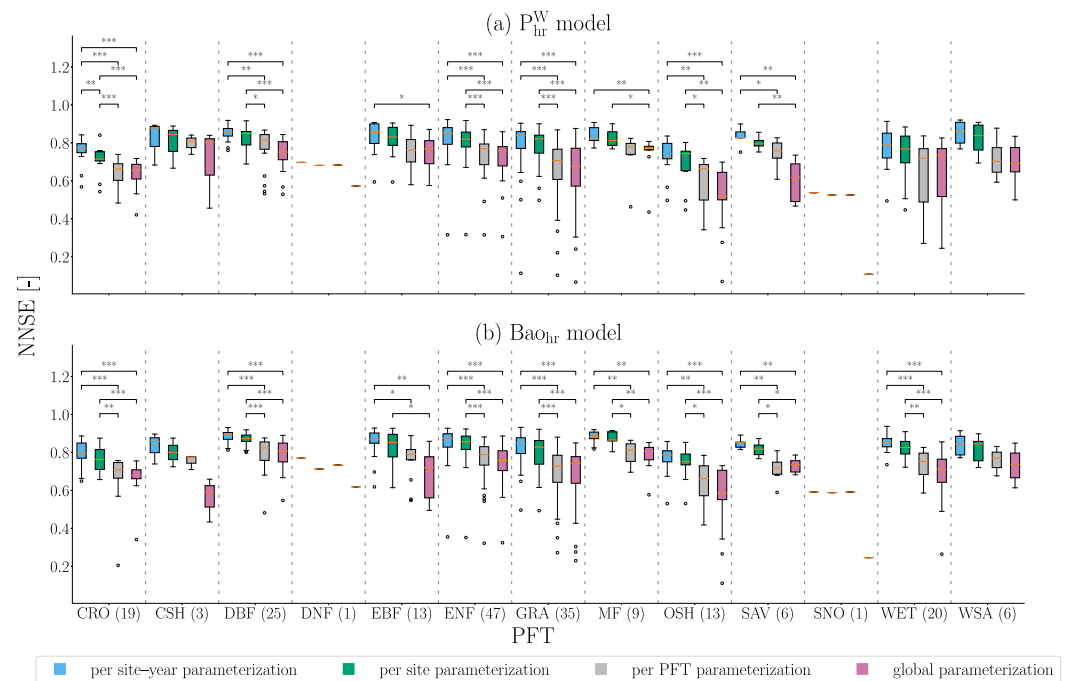 (a) P_hr^W model
NNSE [-]
1.2
1.0
0.8
0.6
0.4
0.2
*** *** ** *** ***
*** ** *** *
*
*** *** *** *** ***
*** *** *** *** ***
** *
*** ** ** *
** * **
(b) Bao_hr model
1.2
1.0
0.8
0.6
0.4
0.2
*** *** *** **
*** *** *** ***
** * *
*** *** *** *** ***
*** *** *** ***
** ** ** *
*** ** ** *
** ** * *
*** *** *** **
CRO (19) CSH (3) DBF (25) DNF (1) EBF (13) ENF (47) GRA (35) MF (9) OSH (13) SAV (6) SNO (1) WET (20) WSA (6)
PFT
per site–year parameterization per site parameterization per PFT parameterization global parameterization